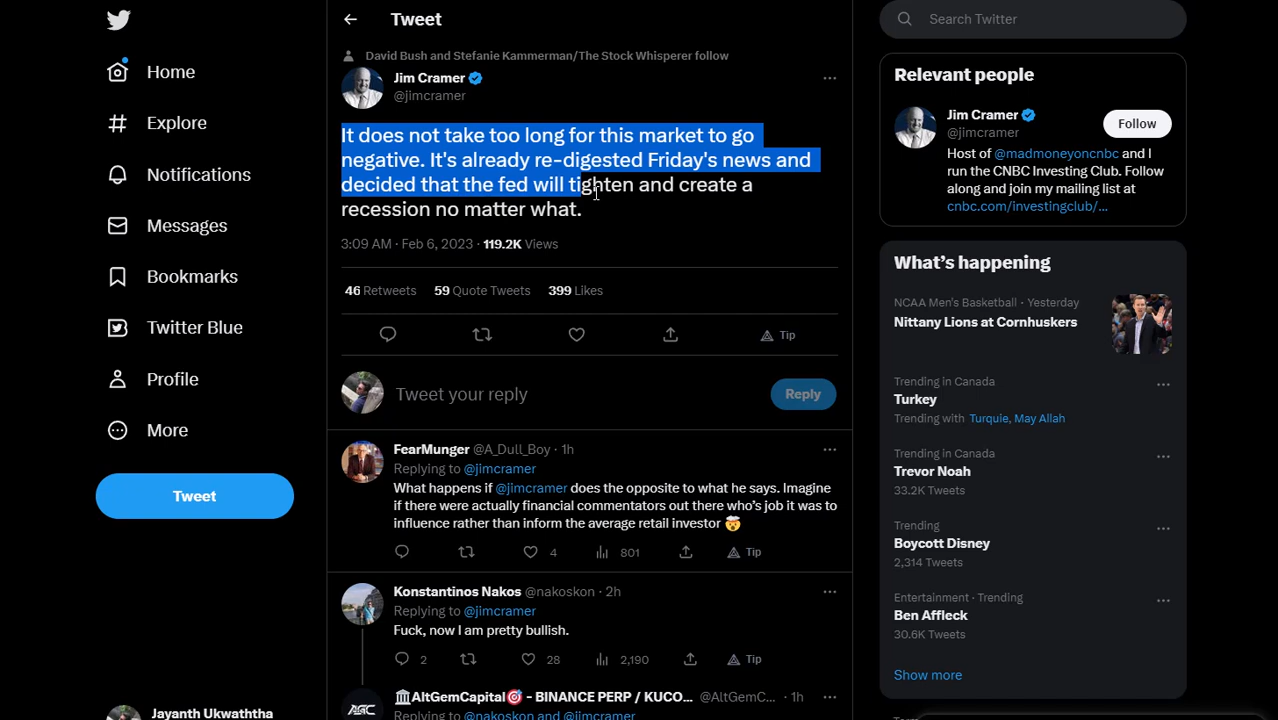 Tweet
David Bush and Stefanie Kammerman/The Stock Whisperer follow
Jim Cramer
@jimcramer
It does not take too long for this market to go
negative. It's already re-digested Friday's news and
decided that the fed will tighten and create a
recession no matter what.
3:09 AM · Feb 6, 2023 · 119.2K Views
46 Retweets 59 Quote Tweets 399 Likes
Tip
Tweet your reply
Reply
FearMunger @A_Dull_Boy · 1h
Replying to @jimcramer
What happens if @jimcramer does the opposite to what he says. Imagine
if there were actually financial commentators out there who's job it was to
influence rather than inform the average retail investor 🤯
4 801 Tip
Konstantinos Nakos @nakoskon · 2h
Replying to @jimcramer
Fuck, now I am pretty bullish.
2 28 2,190 Tip
🏛AltGemCapital🎯 - BINANCE PERP / KUCO... @AltGemC... · 1h
Replying to @nakoskon and @jimcramer
AGC
Home
Explore
Notifications
Messages
Bookmarks
Twitter Blue
Profile
More
Tweet
Jayanth Ukwaththa
Search Twitter
Relevant people
Jim Cramer
@jimcramer
Follow
Host of @madmoneyoncnbc and I
run the CNBC Investing Club. Follow
along and join my mailing list at
cnbc.com/investingclub/...
What's happening
NCAA Men's Basketball · Yesterday
Nittany Lions at Cornhuskers
Trending in Canada
Turkey
Trending with Turquie, May Allah
Trending in Canada
Trevor Noah
33.2K Tweets
Trending
Boycott Disney
2,314 Tweets
Entertainment · Trending
Ben Affleck
30.6K Tweets
Show more